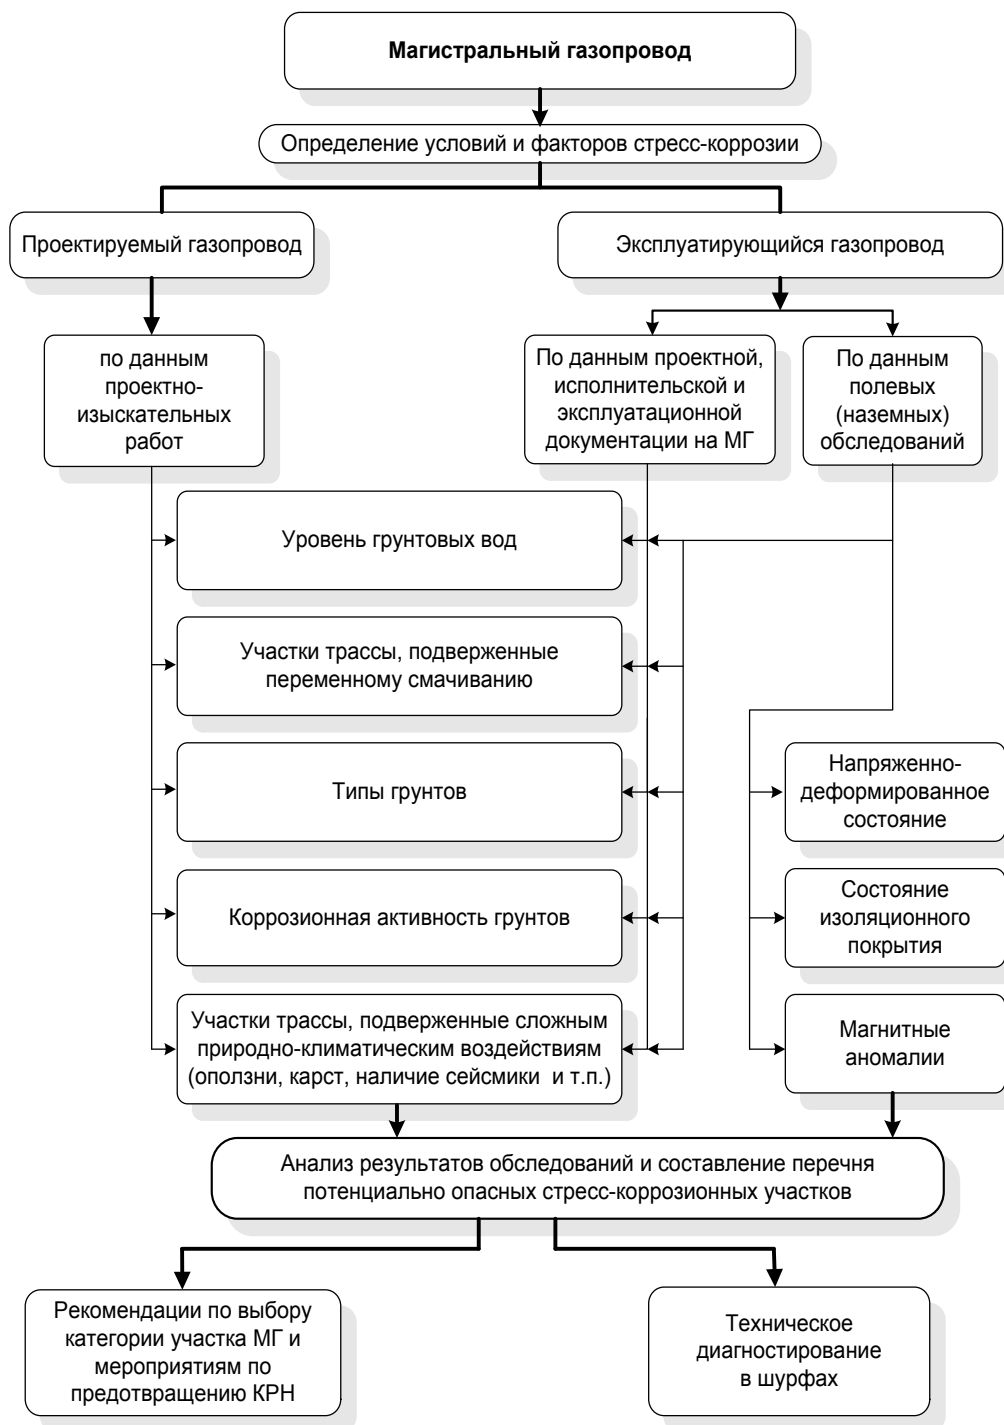 Магистральный газопровод
Определение условий и факторов стресс-коррозии
Проектируемый газопровод
Эксплуатирующийся газопровод
по данным
проектно-
изыскательных
работ
По данным проектной,
исполнительской и
эксплуатационной
документации на МГ
По данным
полевых
(наземных)
обследований
Уровень грунтовых вод
Участки трассы, подверженные
переменному смачиванию
Типы грунтов
Напряженно-
деформированное
состояние
Коррозионная активность грунтов
Состояние
изоляционного
покрытия
Участки трассы, подверженные сложным
природно-климатическим воздействиям
(оползни, карст, наличие сейсмики и т.п.)
Магнитные
аномалии
Анализ результатов обследований и составление перечня
потенциально опасных стресс-коррозионных участков
Рекомендации по выбору
категории участка МГ и
мероприятиям по
предотвращению КРН
Техническое
диагностирование
в шурфах